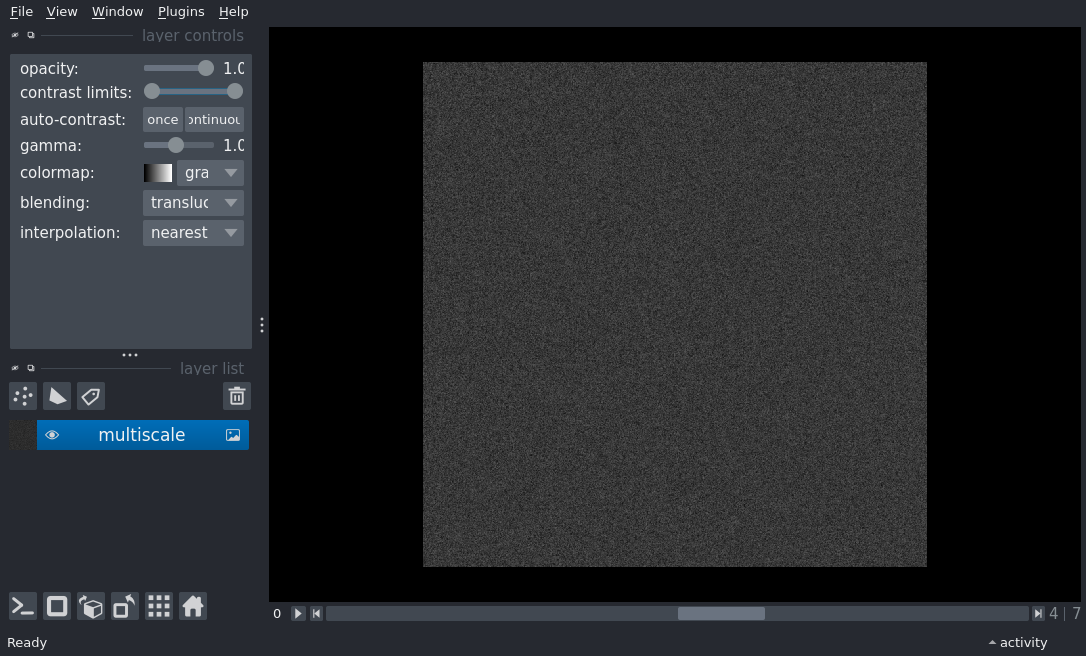 File View Window Plugins Help
layer controls
opacity: 1.0
contrast limits:
auto-contrast: once ontinuou
gamma: 1.0
colormap: gra
blending: transluc
interpolation: nearest
layer list
multiscale
0 4 | 7
Ready activity